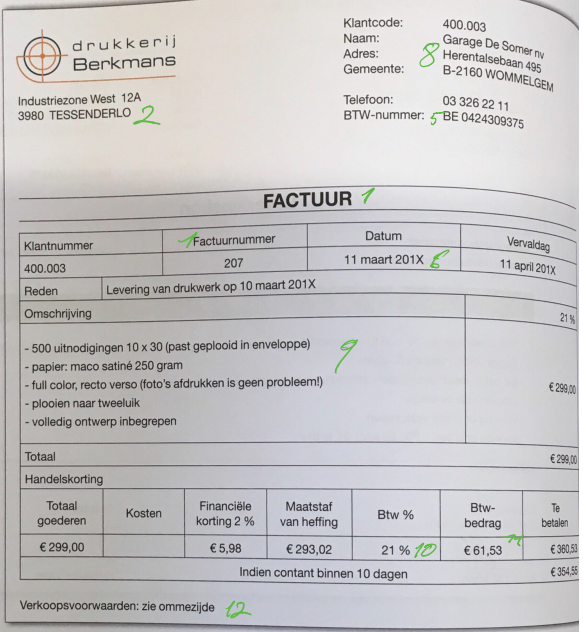 drukkerij
Berkmans
Industriezone West 12A
3980 TESSENDERLO 2
Klantcode: 400.003
Naam: Garage De Somer nv
Adres: 8 Herentalsebaan 495
Gemeente: B-2160 WOMMELGEM
Telefoon: 03 326 22 11
BTW-nummer: 5 BE 0424309375
FACTUUR 1
Klantnummer 1 Factuurnummer Datum Vervaldag
400.003 207 11 maart 201X 6 11 april 201X
Reden Levering van drukwerk op 10 maart 201X
Omschrijving 21 %
- 500 uitnodigingen 10 x 30 (past geplooid in enveloppe) 9
- papier: maco satiné 250 gram
- full color, recto verso (foto's afdrukken is geen probleem!) € 299,00
- plooien naar tweeluik
- volledig ontwerp inbegrepen
Totaal € 299,00
Handelskorting
Totaal goederen Kosten Financiële korting 2 % Maatstaf van heffing Btw % Btw-bedrag Te betalen
€ 299,00 € 5,98 € 293,02 21 % 10 € 61,53 11 € 360,53
Indien contant binnen 10 dagen € 354,55
Verkoopsvoorwaarden: zie ommezijde 12